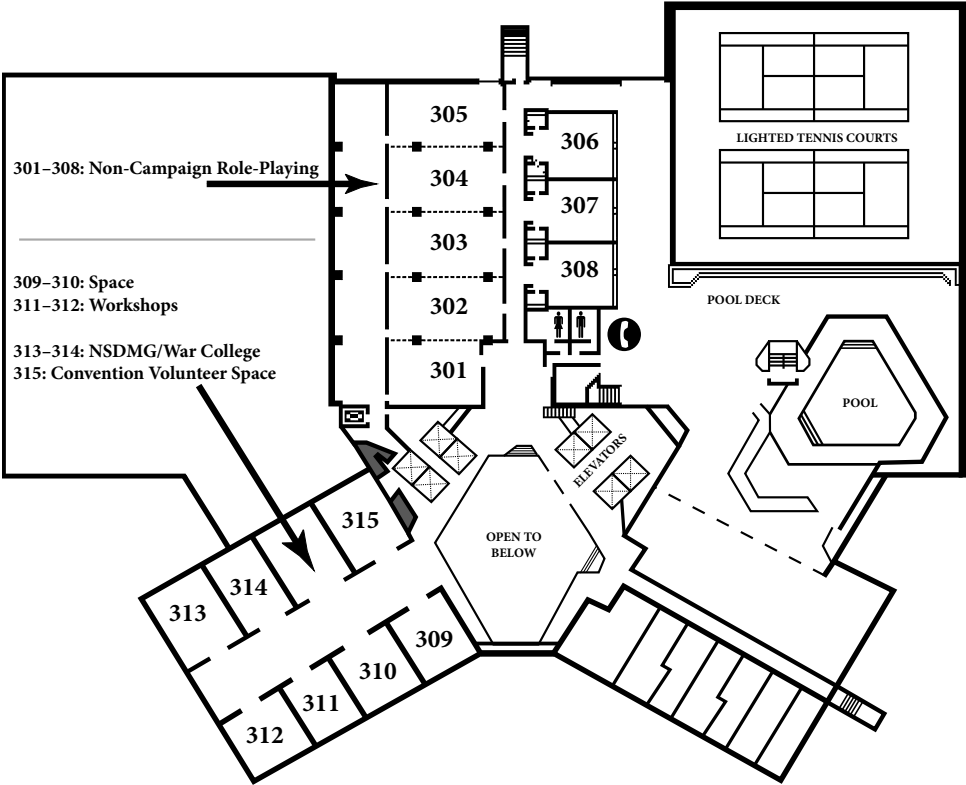 305
306
LIGHTED TENNIS COURTS
301–308: Non-Campaign Role-Playing
304
307
303
308
309–310: Space
311–312: Workshops
302
POOL DECK
313–314: NSDMG/War College
315: Convention Volunteer Space
301
POOL
ELEVATORS
315
OPEN TO
BELOW
314
313
309
310
311
312